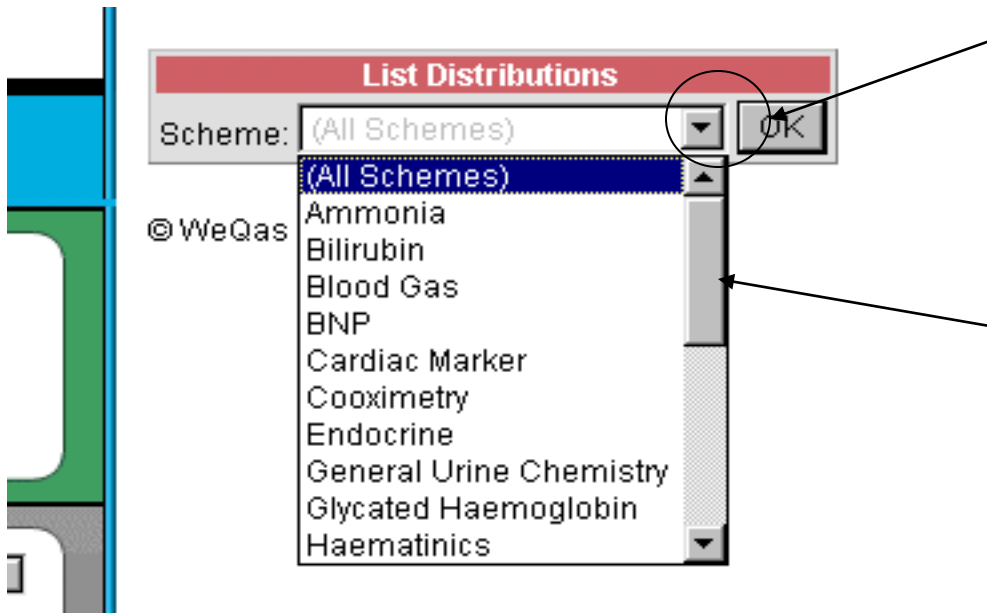 List Distributions
Scheme: (All Schemes) OK
(All Schemes)
Ammonia
© WeQas
Bilirubin
Blood Gas
BNP
Cardiac Marker
Cooximetry
Endocrine
General Urine Chemistry
Glycated Haemoglobin
Haematinics